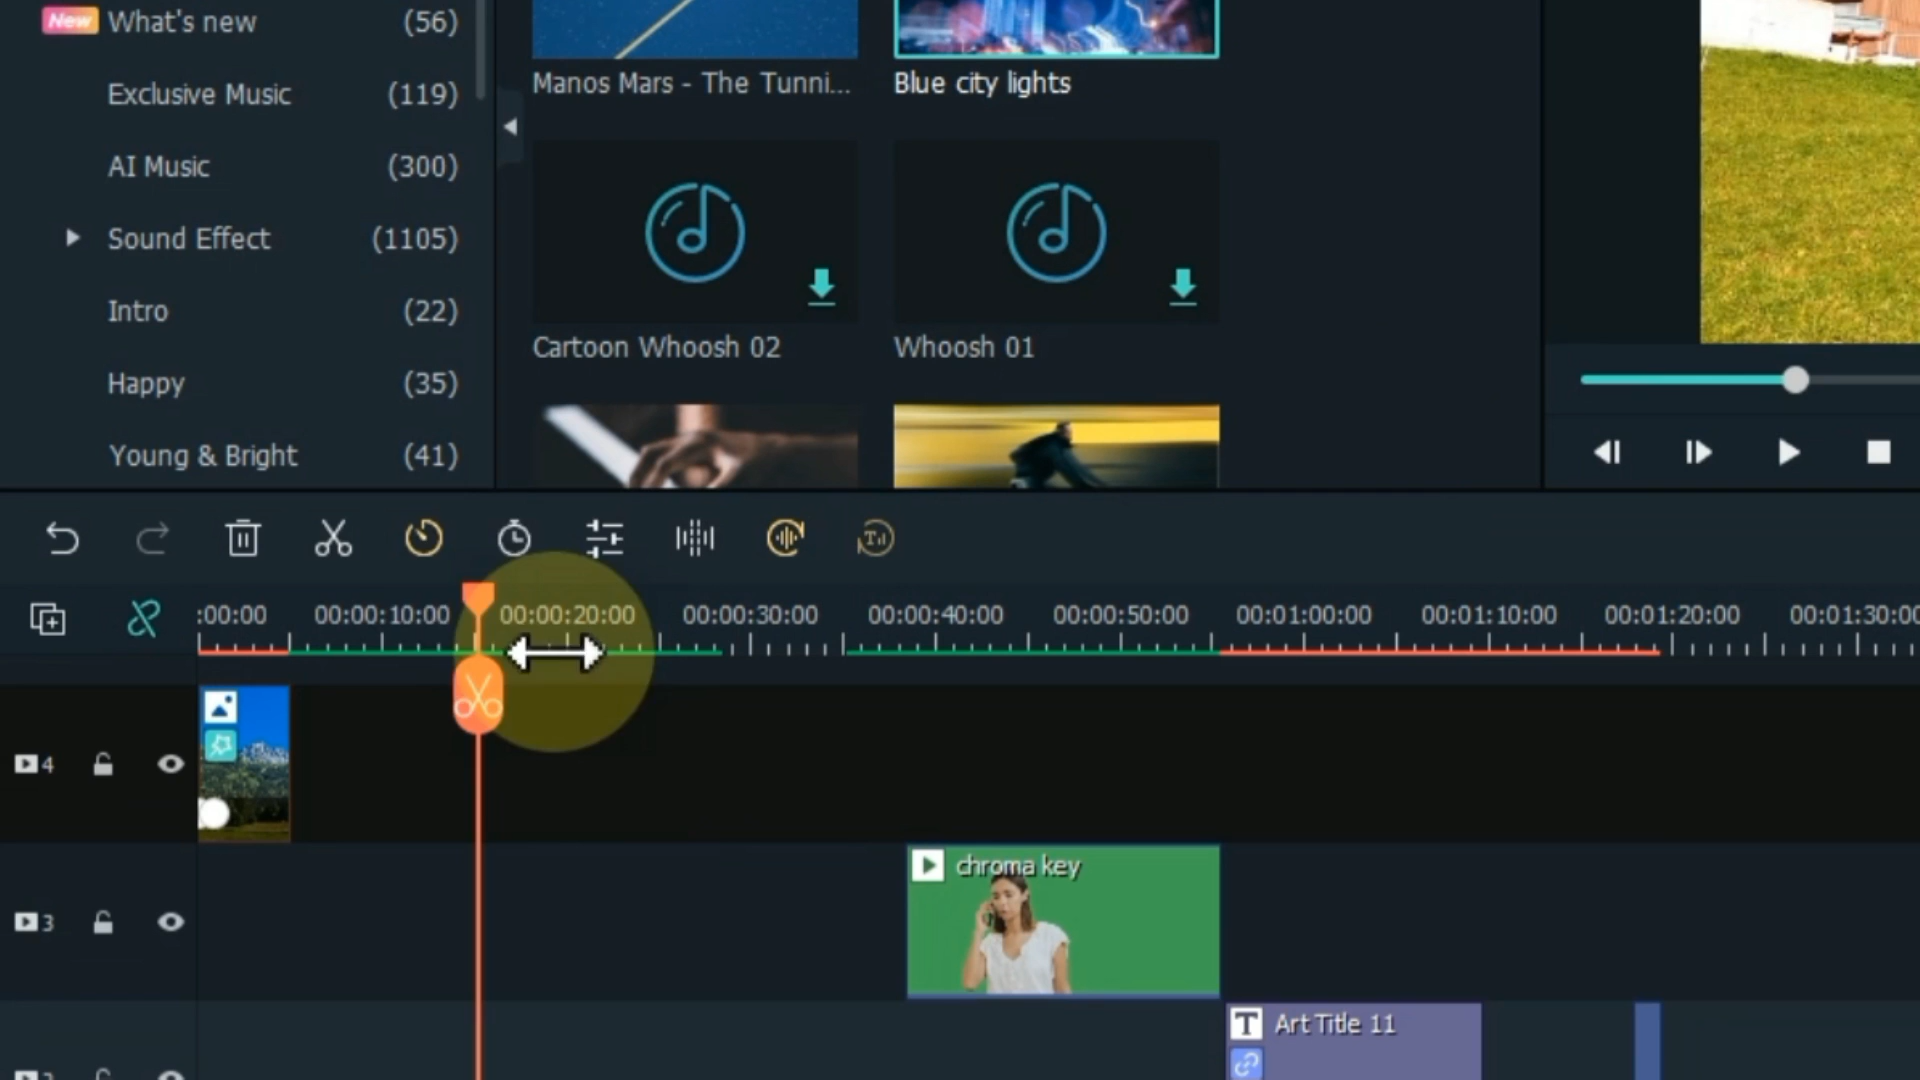 New What's new (56)
Exclusive Music (119)
AI Music (300)
Sound Effect (1105)
Intro (22)
Happy (35)
Young & Bright (41)
Manos Mars - The Tunni...
Blue city lights
Cartoon Whoosh 02
Whoosh 01
:00:00 00:00:10:00 00:00:20:00 00:00:30:00 00:00:40:00 00:00:50:00 00:01:00:00 00:01:10:00 00:01:20:00 00:01:30:00
4
3
chroma key
T Art Title 11